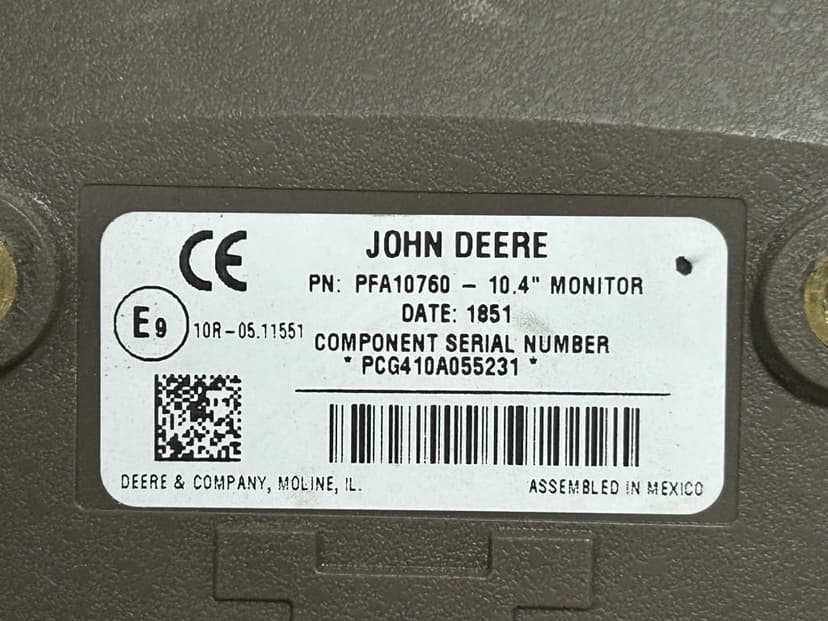 CE
JOHN DEERE
PN: PFA10760 - 10.4" MONITOR
DATE: 1851
E9
10R-05.11551
COMPONENT SERIAL NUMBER
* PCG410A055231 *
DEERE & COMPANY, MOLINE, IL.
ASSEMBLED IN MEXICO